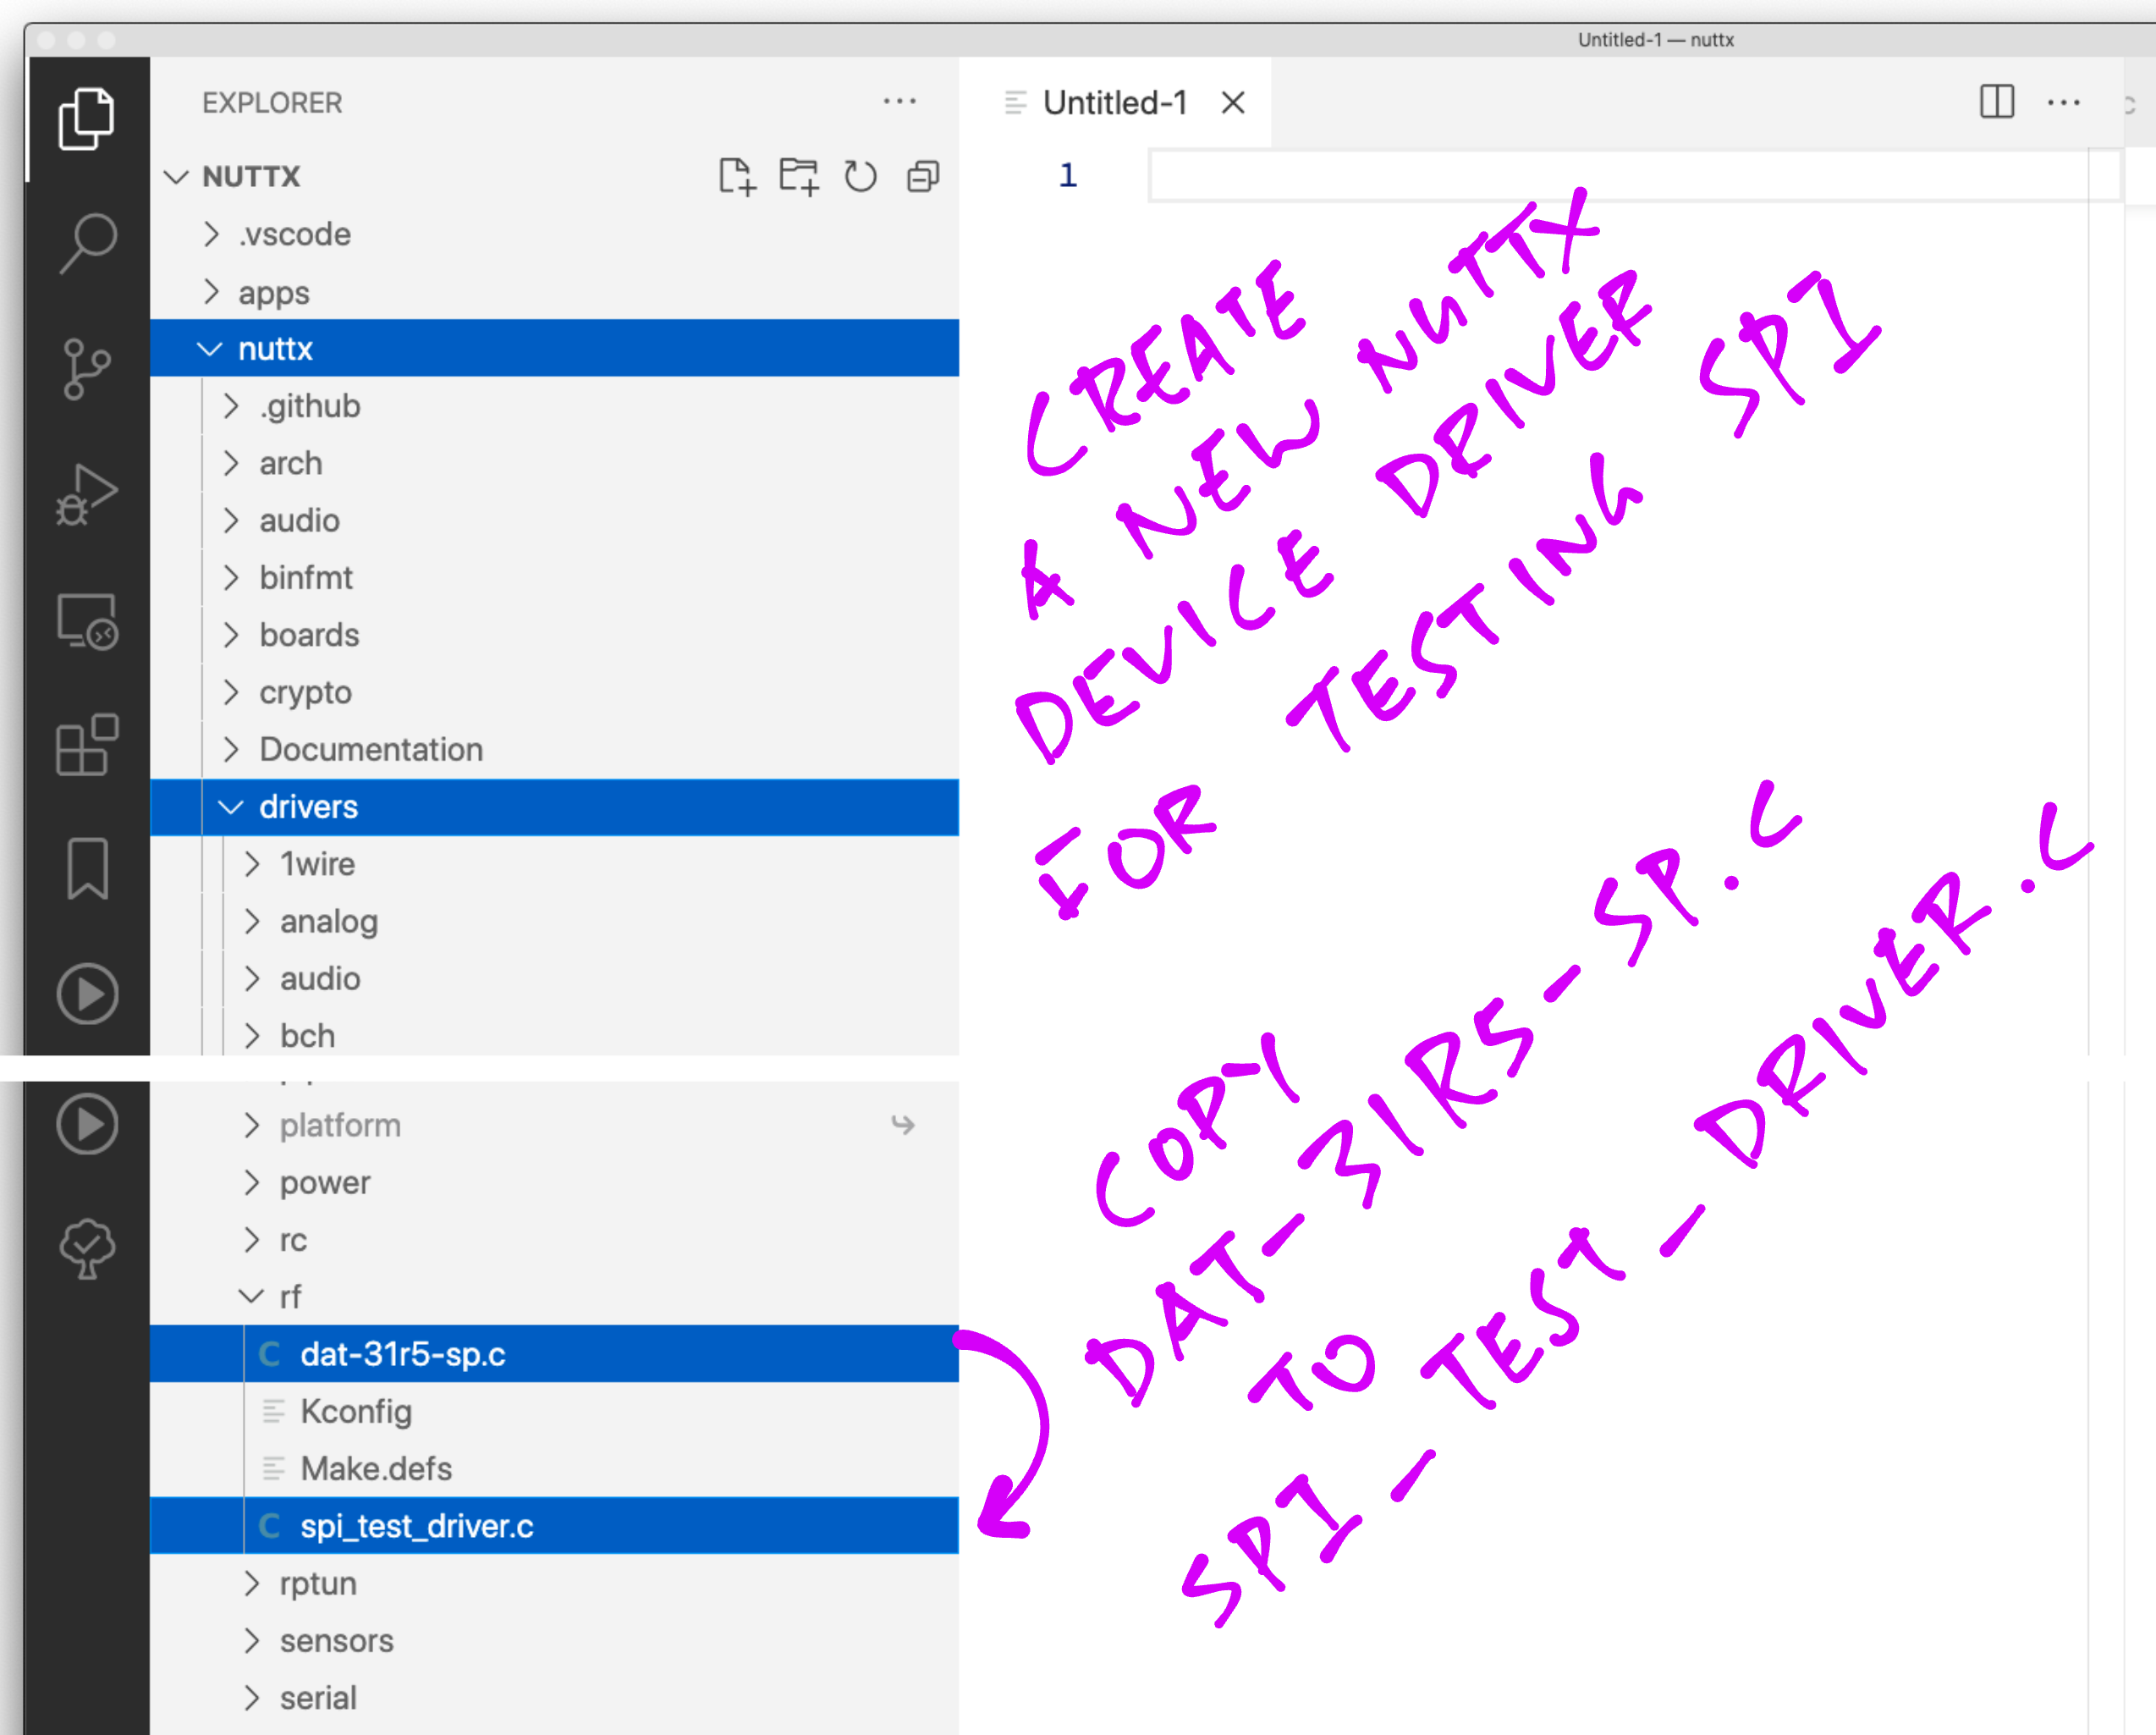 Untitled-1 — nuttx
EXPLORER
Untitled-1
NUTTX
1
.vscode
apps
nuttx
.github
arch
audio
binfmt
boards
crypto
Documentation
drivers
1wire
analog
audio
bch
platform
power
rc
rf
dat-31r5-sp.c
Kconfig
Make.defs
spi_test_driver.c
rptun
sensors
serial
CREATE
A NEW NUTTX
DEVICE DRIVER
FOR TESTING SPI
COPY
DAT-31R5-SP.C
TO
SPI_TEST_DRIVER.C